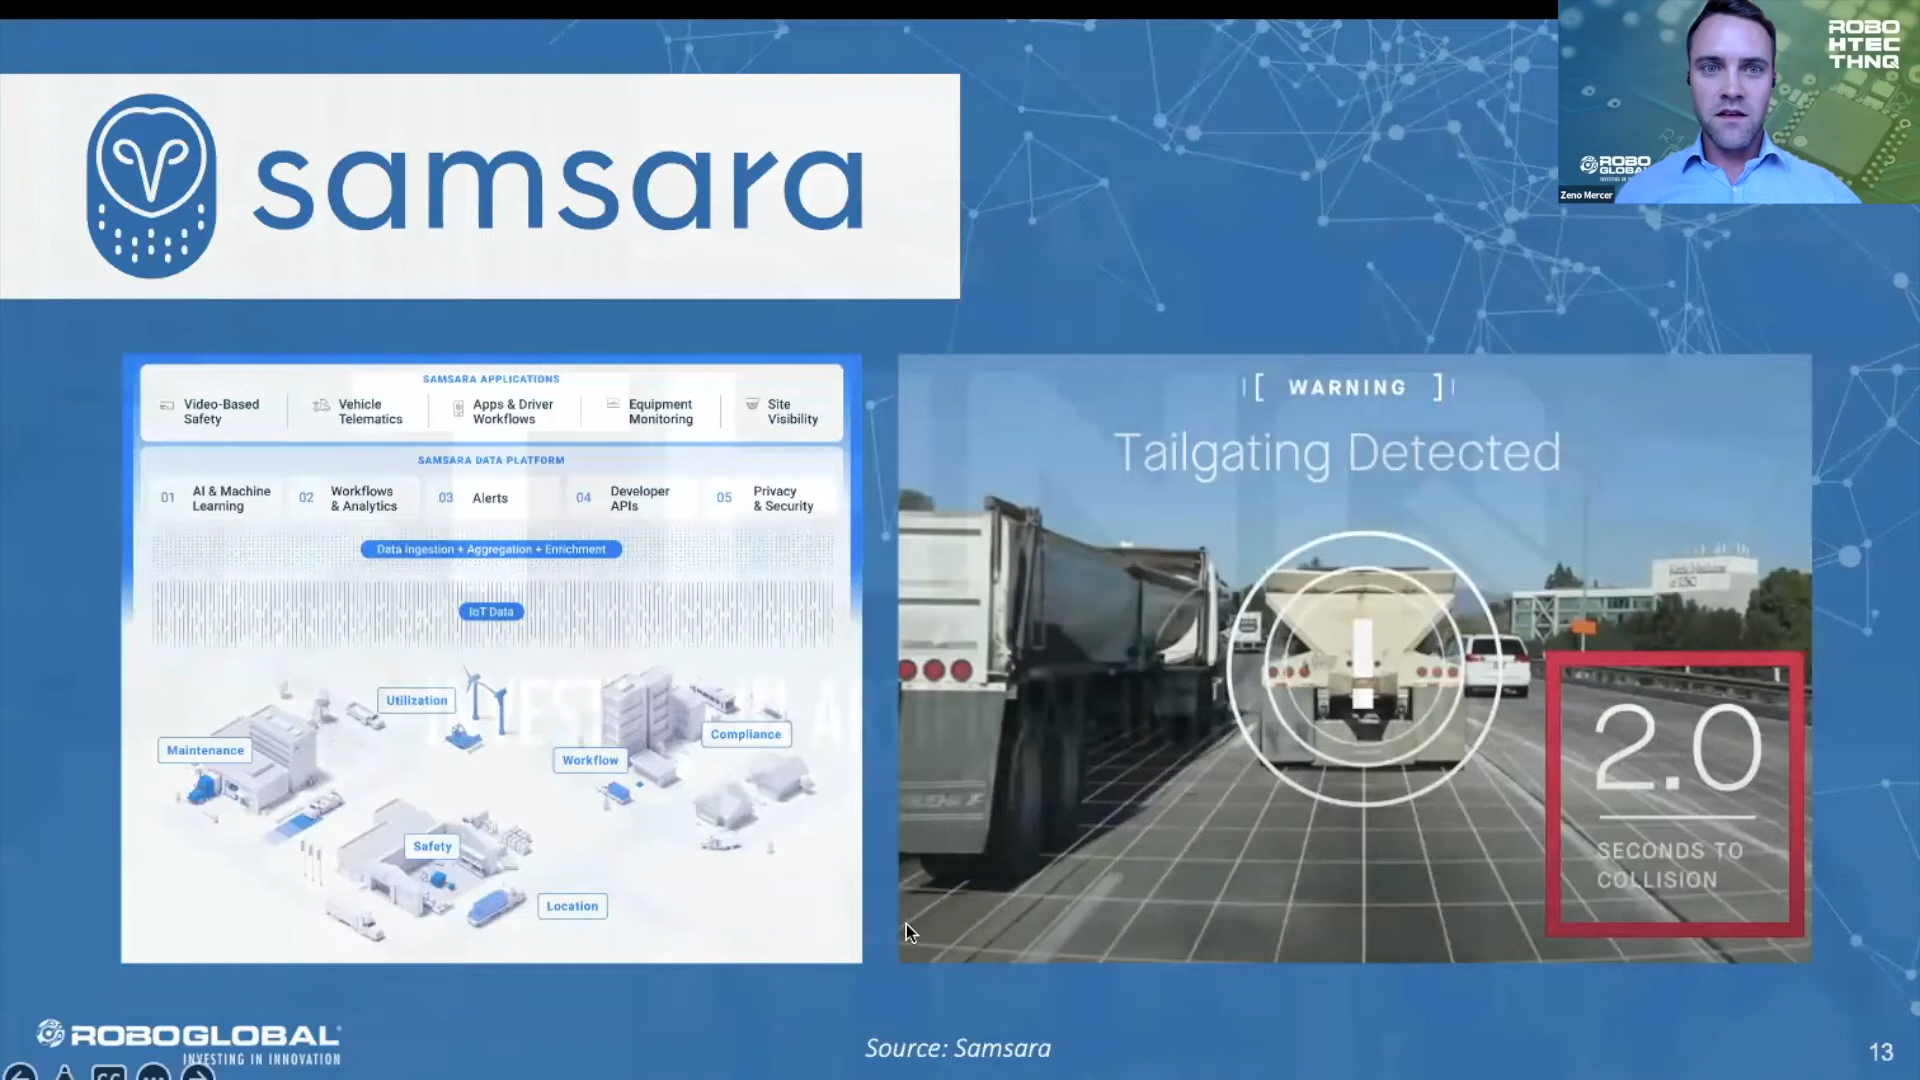 ROBO
HTEC
THNQ
ROBO
GLOBAL
Zeno Mercer
samsara
SAMSARA APPLICATIONS
Video-Based
Safety
Vehicle
Telematics
Apps & Driver
Workflows
Equipment
Monitoring
Site
Visibility
SAMSARA DATA PLATFORM
01 AI & Machine
Learning
02 Workflows
& Analytics
03 Alerts
04 Developer
APIs
05 Privacy
& Security
Data Ingestion + Aggregation + Enrichment
IoT Data
Utilization
Maintenance
Workflow
Compliance
Safety
Location
[ WARNING ]
Tailgating Detected
2.0
SECONDS TO
COLLISION
ROBOGLOBAL
INVESTING IN INNOVATION
Source: Samsara
13
CC